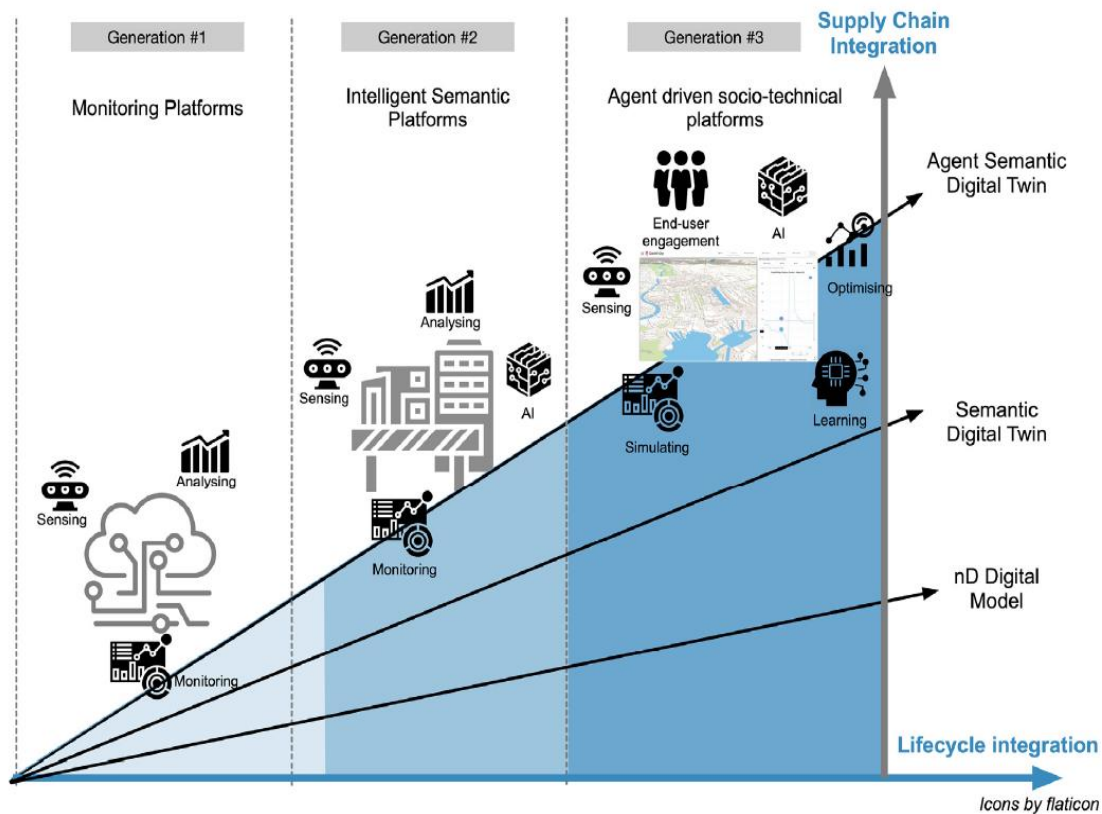 Generation #1
Generation #2
Generation #3
Supply Chain
Integration
Monitoring Platforms
Intelligent Semantic
Platforms
Agent driven socio-technical
platforms
Agent Semantic
Digital Twin
End-user
engagement
AI
Sensing
Optimising
Analysing
Sensing
AI
Simulating
Learning
Semantic
Digital Twin
Analysing
Sensing
Monitoring
nD Digital
Model
Monitoring
Lifecycle integration
Icons by flaticon